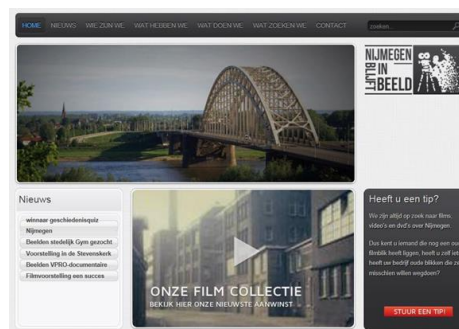 HOME NIEUWS WIE ZIJN WE WAT HEBBEN WE WAT DOEN WE WAT ZOEKEN WE CONTACT
zoeken...
NIJMEGEN
IN
BLIJFT
BEELD
Nieuws
winnaar geschiedenisquiz
Nijmegen
Beelden stedelijk Gym gezocht
Voorstelling in de Stevenskerk
Beelden VPRO-documentaire
Filmvoorstelling een succes
ONZE FILM COLLECTIE
BEKIJK HIER ONZE NIEUWSTE AANWINST
Heeft u een tip?
We zijn altijd op zoek naar films,
video's en dvd's over Nijmegen.
Dus kent u iemand die nog een oud
filmblik heeft liggen, heeft u zelf iets
heeft uw bedrijf oude blikken die ze
misschien willen wegdoen?
STUUR EEN TIP!